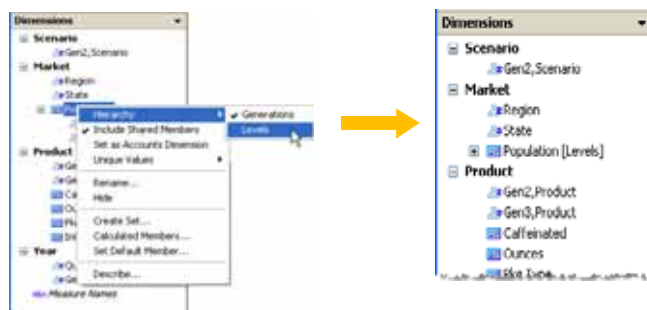 Dimensions
Scenario
Gen2,Scenario
Market
Region
State
Product
Year
Measure Names
Hierarchy
Include Shared Members
Set as Accounts Dimension
Unique Values
Rename...
Hide
Create Set...
Calculated Members...
Set Default Member...
Describe...
Generations
Levels
Dimensions
Scenario
Gen2,Scenario
Market
Region
State
Population [Levels]
Product
Gen2,Product
Gen3,Product
Caffeinated
Ounces
Pkg Type